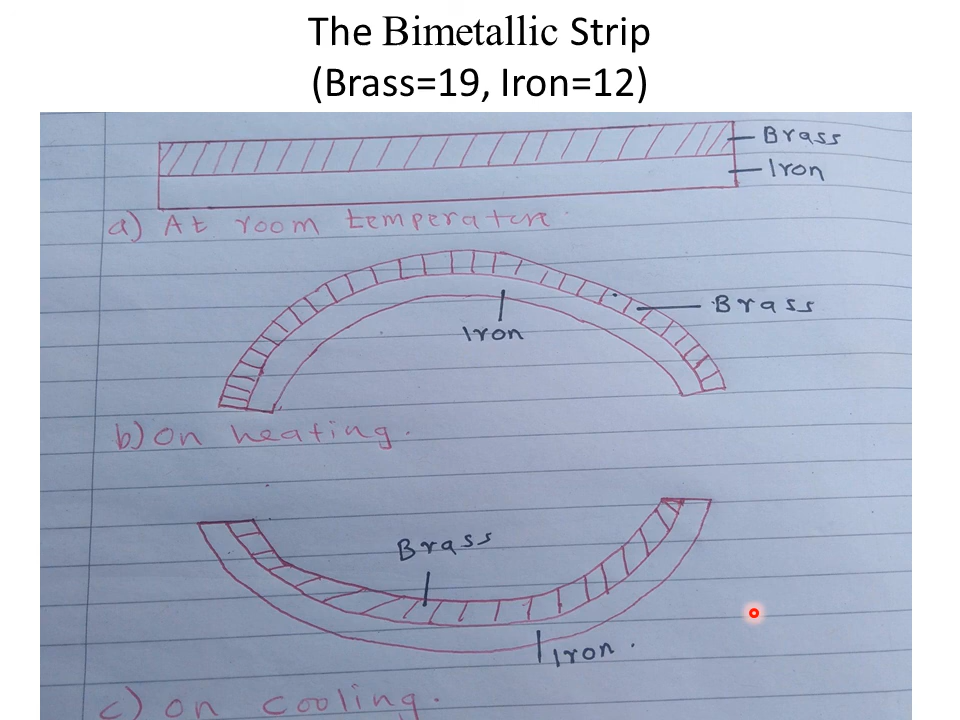 The Bimetallic Strip
(Brass=19, Iron=12)
Brass
Iron
a) At room temperature
Brass
Iron
b) on heating.
Brass
Iron.
c) on cooling.